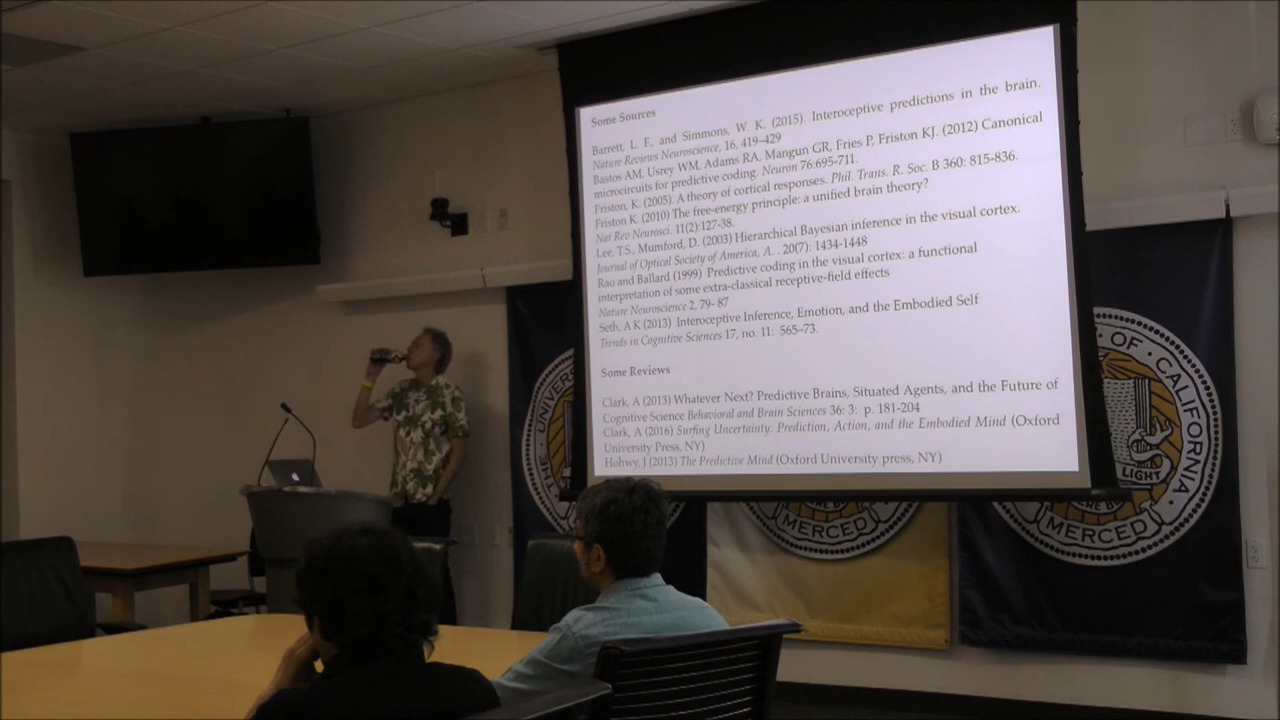 Some Sources
Barrett, L. F., and Simmons, W. K. (2015). Interoceptive predictions in the brain.
Nature Reviews Neuroscience, 16, 419–429
Bastos AM, Usrey WM, Adams RA, Mangun GR, Fries P, Friston KJ. (2012) Canonical
microcircuits for predictive coding. Neuron 76:695-711.
Friston, K. (2005). A theory of cortical responses. Phil. Trans. R. Soc. B 360: 815-836.
Friston K. (2010) The free-energy principle: a unified brain theory?
Nat Rev Neurosci. 11(2):127-38.
Lee, T.S., Mumford, D. (2003) Hierarchical Bayesian inference in the visual cortex.
Journal of Optical Society of America, A. . 20(7): 1434-1448
Rao and Ballard (1999) Predictive coding in the visual cortex: a functional
interpretation of some extra-classical receptive-field effects
Nature Neuroscience 2, 79- 87
Seth, A K (2013) Interoceptive Inference, Emotion, and the Embodied Self
Trends in Cognitive Sciences 17, no. 11: 565–73.
Some Reviews
Clark, A (2013) Whatever Next? Predictive Brains, Situated Agents, and the Future of
Cognitive Science Behavioral and Brain Sciences 36: 3: p. 181-204
Clark, A (2016) Surfing Uncertainty: Prediction, Action, and the Embodied Mind (Oxford
University Press, NY)
Hohwy, J (2013) The Predictive Mind (Oxford University press, NY)
THE UNIVERS
MERCED
OF · CALIFORNIA ·
LIGHT
MERCED